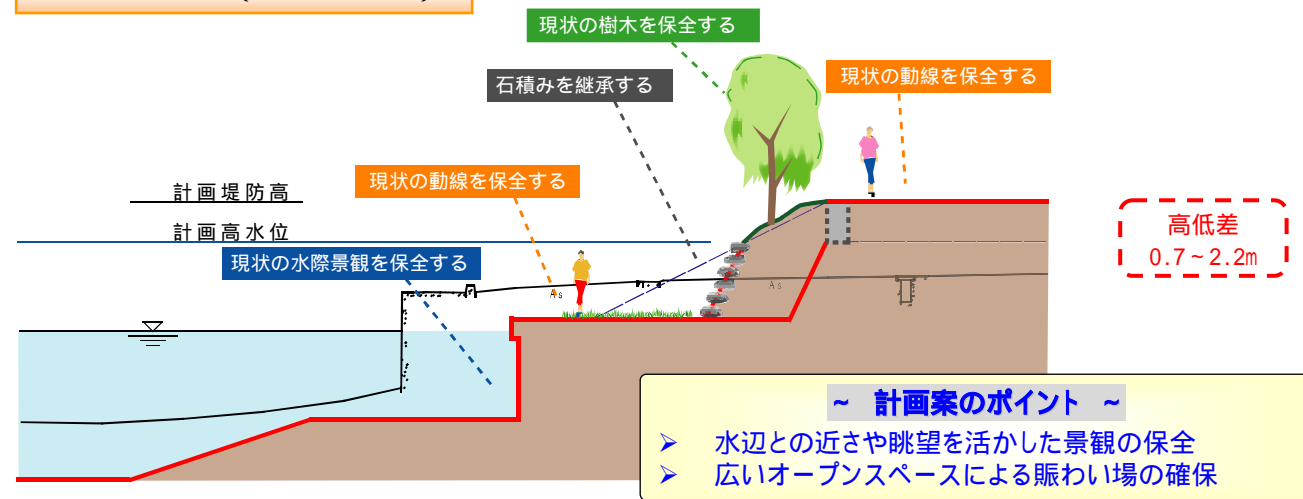 現状の樹木を保全する
石積みを継承する
現状の動線を保全する
現状の動線を保全する
計画堤防高
計画高水位
現状の水際景観を保全する
高低差
0.7~2.2m
As
As
~ 計画案のポイント ~
➢ 水辺との近さや眺望を活かした景観の保全
➢ 広いオープンスペースによる賑わい場の確保